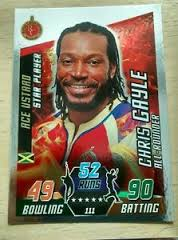 ACE USTAAD
STAR PLAYER
CHRIS GAYLE
ALL-ROUNDER
52
RUNS
49
BOWLING
90
BATTING
111